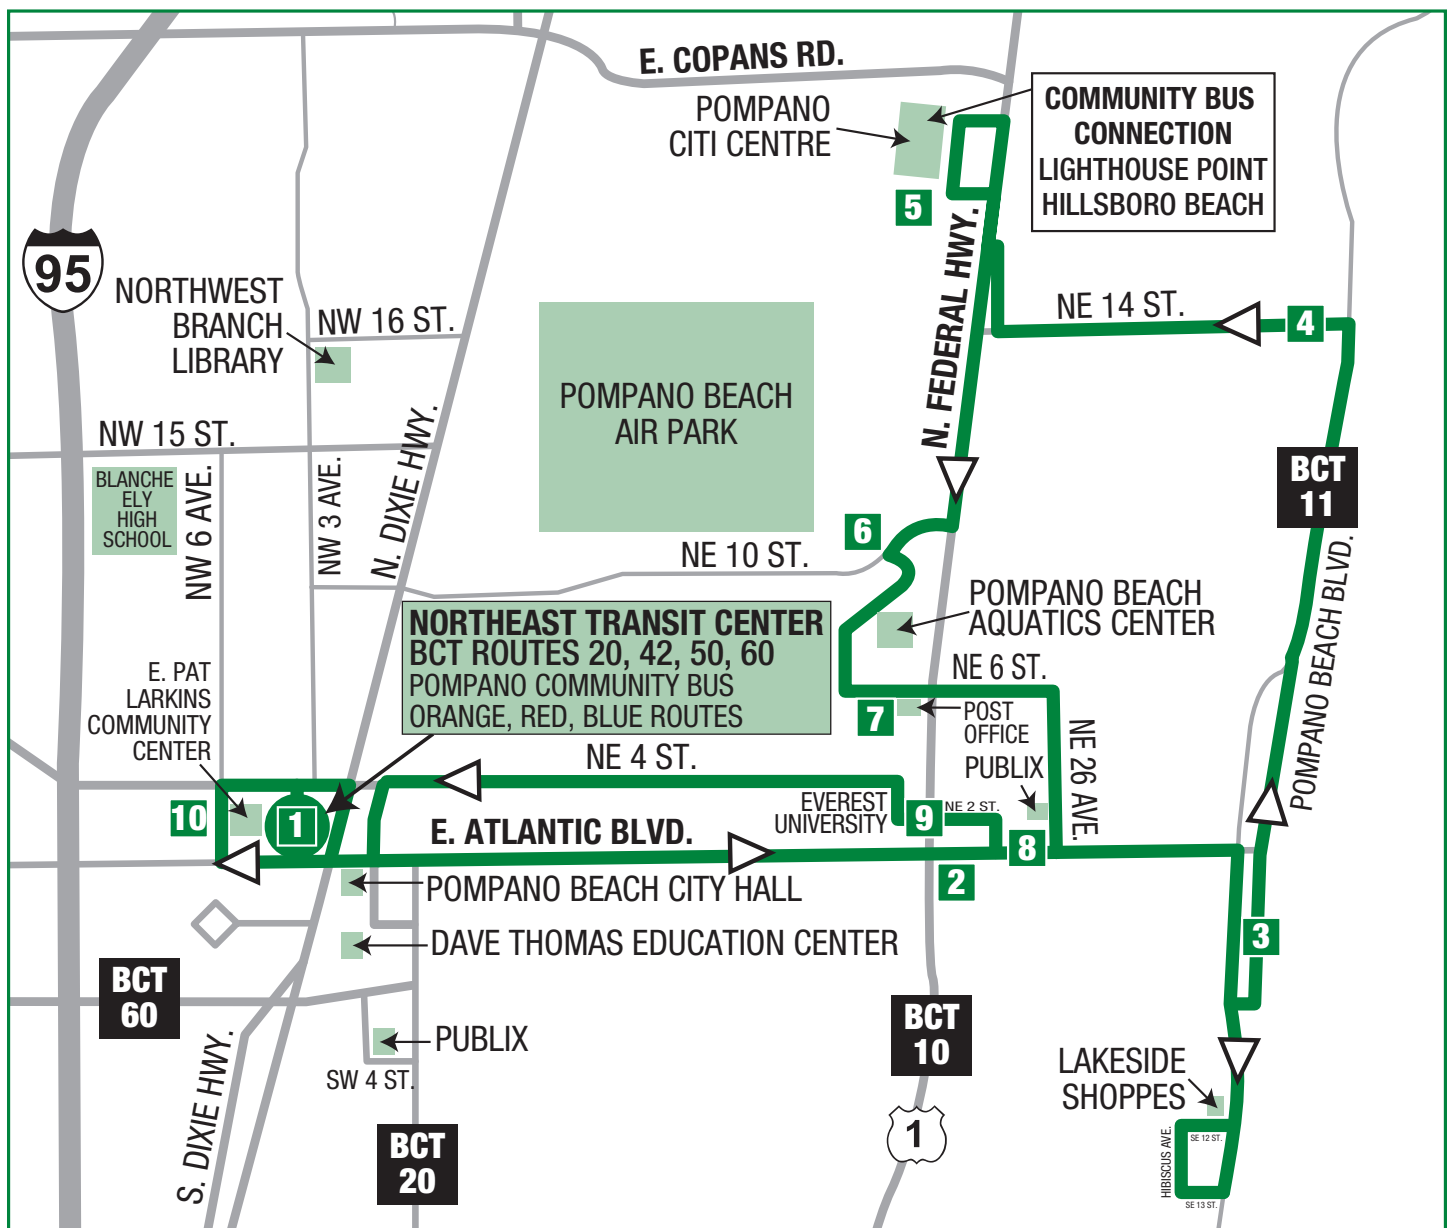 E. COPANS RD.
POMPANO
CITI CENTRE
COMMUNITY BUS
CONNECTION
LIGHTHOUSE POINT
HILLSBORO BEACH
5
N. FEDERAL HWY.
95
NORTHWEST
BRANCH
LIBRARY
NW 16 ST.
NE 14 ST.
4
POMPANO BEACH
AIR PARK
NW 15 ST.
BLANCHE
ELY
HIGH
SCHOOL
NW 6 AVE.
NW 3 AVE.
N. DIXIE HWY.
BCT
11
6
NE 10 ST.
POMPANO BEACH
AQUATICS CENTER
POMPANO BEACH BLVD.
NORTHEAST TRANSIT CENTER
BCT ROUTES 20, 42, 50, 60
POMPANO COMMUNITY BUS
ORANGE, RED, BLUE ROUTES
E. PAT
LARKINS
COMMUNITY
CENTER
NE 6 ST.
7
POST
OFFICE
NE 26 AVE.
NE 4 ST.
PUBLIX
EVEREST
UNIVERSITY
9
NE 2 ST.
10
1
E. ATLANTIC BLVD.
8
2
POMPANO BEACH CITY HALL
DAVE THOMAS EDUCATION CENTER
3
BCT
60
BCT
10
PUBLIX
SW 4 ST.
S. DIXIE HWY.
LAKESIDE
SHOPPES
1
BCT
20
HIBISCUS AVE.
SE 12 ST.
SE 13 ST.